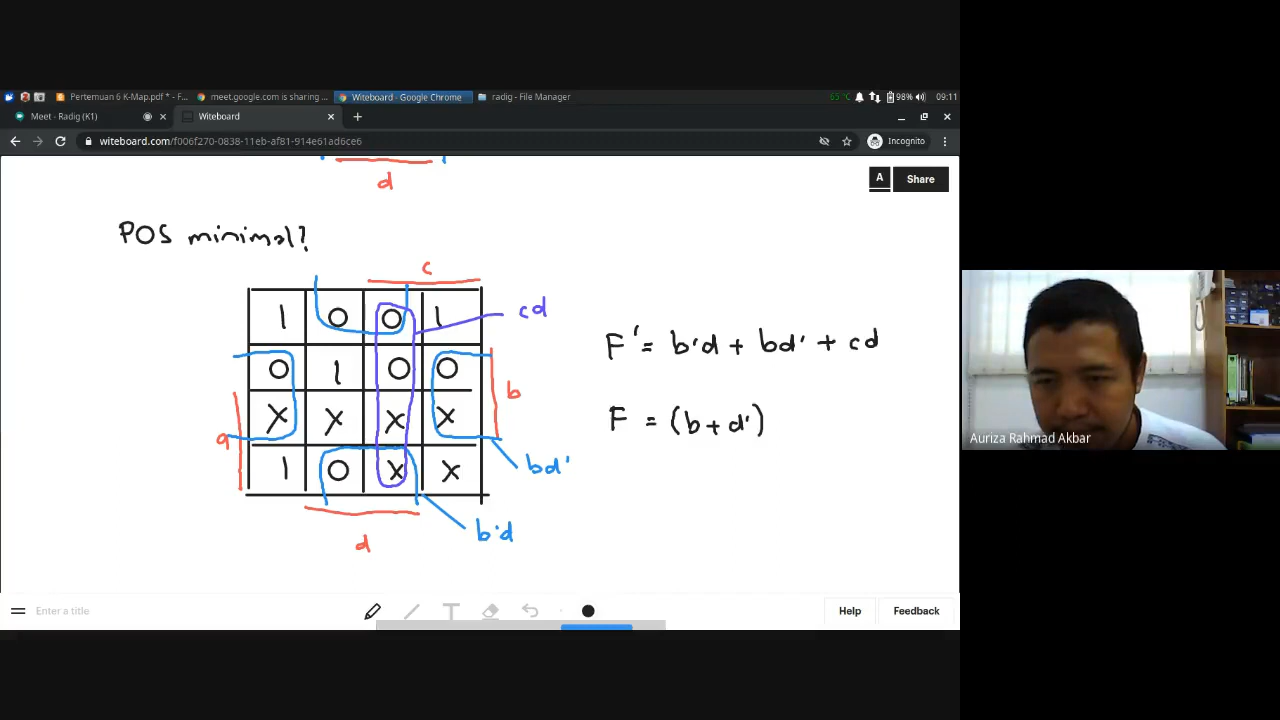 Pertemuan 6 K-Map.pdf * - F...
meet.google.com is sharing ...
Witeboard - Google Chrome
radig - File Manager
65 °C
98%
09:11
Meet - Radig (K1)
Witeboard
witeboard.com/f006f270-0838-11eb-af81-914e61ad6ce6
Incognito
A Share
d
POS minimal?
c
1 0 0 1
cd
0 1 0 0
b
a
X X X X
1 0 X X
bd'
b'd
d
F' = b'd + bd' + cd
F = (b + d')
Auriza Rahmad Akbar
Enter a title
T
Help
Feedback